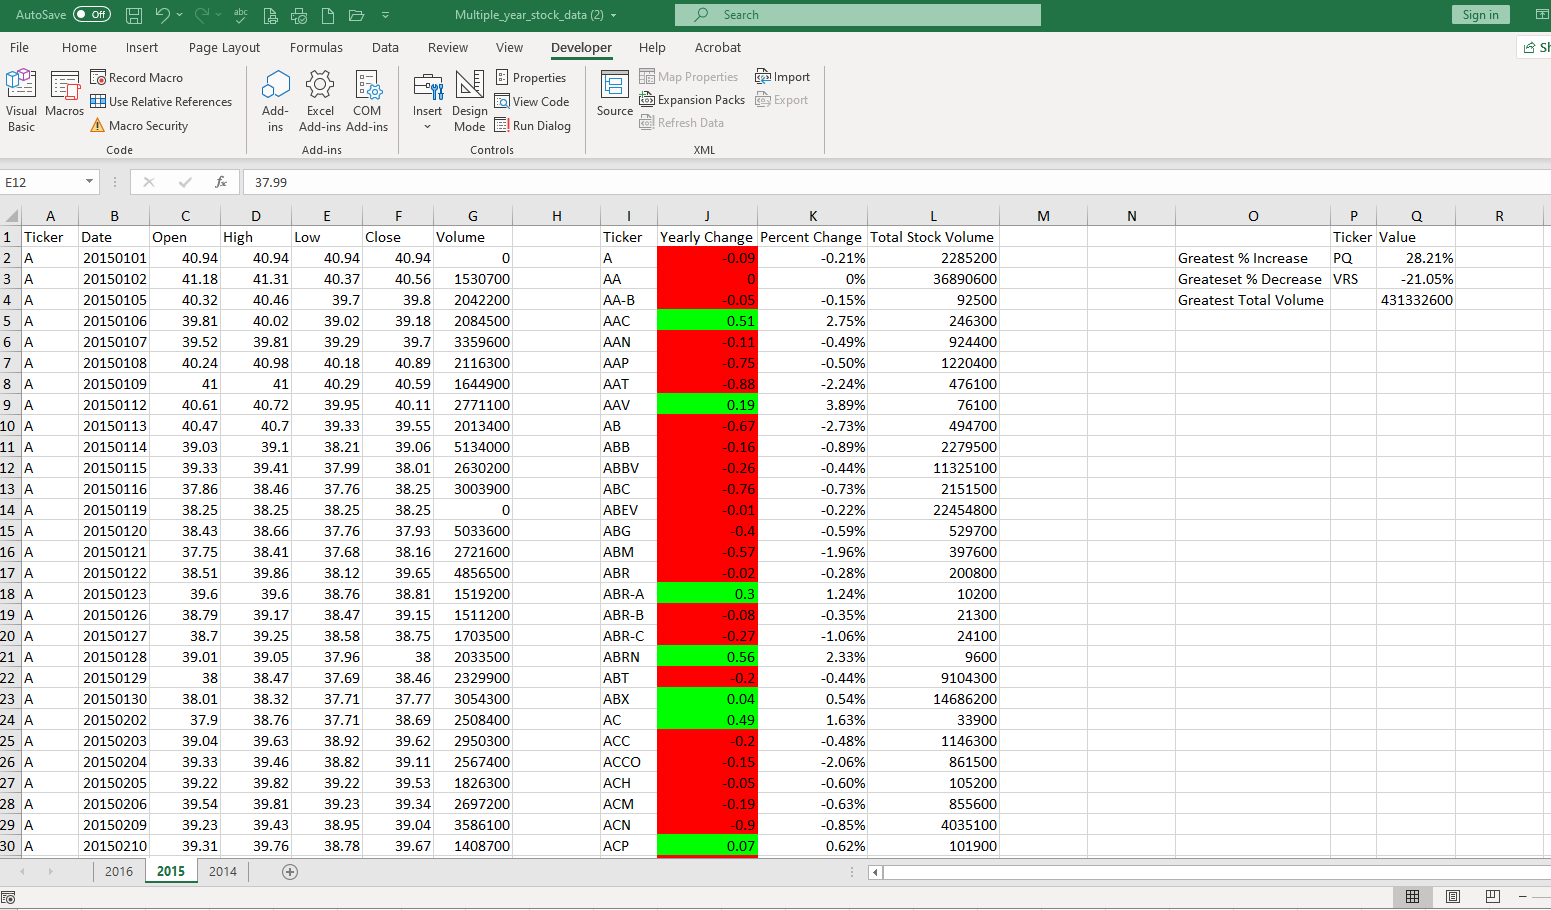 AutoSave Off Multiple_year_stock_data (2) Search Sign in
File Home Insert Page Layout Formulas Data Review View Developer Help Acrobat
Visual Basic
Macros
Record Macro
Use Relative References
Macro Security
Code
Add-ins
Excel Add-ins
COM Add-ins
Add-ins
Insert
Design Mode
Properties
View Code
Run Dialog
Controls
Source
Map Properties
Expansion Packs
Refresh Data
Import
Export
XML
E12 fx 37.99
A B C D E F G H I J K L M N O P Q R
1 Ticker Date Open High Low Close Volume Ticker Yearly Change Percent Change Total Stock Volume Ticker Value
2 A 20150101 40.94 40.94 40.94 40.94 0 A -0.09 -0.21% 2285200 Greatest % Increase PQ 28.21%
3 A 20150102 41.18 41.31 40.37 40.56 1530700 AA 0 0% 36890600 Greateset % Decrease VRS -21.05%
4 A 20150105 40.32 40.46 39.7 39.8 2042200 AA-B -0.05 -0.15% 92500 Greatest Total Volume 431332600
5 A 20150106 39.81 40.02 39.02 39.18 2084500 AAC 0.51 2.75% 246300
6 A 20150107 39.52 39.81 39.29 39.7 3359600 AAN -0.11 -0.49% 924400
7 A 20150108 40.24 40.98 40.18 40.89 2116300 AAP -0.75 -0.50% 1220400
8 A 20150109 41 41 40.29 40.59 1644900 AAT -0.88 -2.24% 476100
9 A 20150112 40.61 40.72 39.95 40.11 2771100 AAV 0.19 3.89% 76100
10 A 20150113 40.47 40.7 39.33 39.55 2013400 AB -0.67 -2.73% 494700
11 A 20150114 39.03 39.1 38.21 39.06 5134000 ABB -0.16 -0.89% 2279500
12 A 20150115 39.33 39.41 37.99 38.01 2630200 ABBV -0.26 -0.44% 11325100
13 A 20150116 37.86 38.46 37.76 38.25 3003900 ABC -0.76 -0.73% 2151500
14 A 20150119 38.25 38.25 38.25 38.25 0 ABEV -0.01 -0.22% 22454800
15 A 20150120 38.43 38.66 37.76 37.93 5033600 ABG -0.4 -0.59% 529700
16 A 20150121 37.75 38.41 37.68 38.16 2721600 ABM -0.57 -1.96% 397600
17 A 20150122 38.51 39.86 38.12 39.65 4856500 ABR -0.02 -0.28% 200800
18 A 20150123 39.6 39.6 38.76 38.81 1519200 ABR-A 0.3 1.24% 10200
19 A 20150126 38.79 39.17 38.47 39.15 1511200 ABR-B -0.08 -0.35% 21300
20 A 20150127 38.7 39.25 38.58 38.75 1703500 ABR-C -0.27 -1.06% 24100
21 A 20150128 39.01 39.05 37.96 38 2033500 ABRN 0.56 2.33% 9600
22 A 20150129 38 38.47 37.69 38.46 2329900 ABT -0.2 -0.44% 9104300
23 A 20150130 38.01 38.32 37.71 37.77 3054300 ABX 0.04 0.54% 14686200
24 A 20150202 37.9 38.76 37.71 38.69 2508400 AC 0.49 1.63% 33900
25 A 20150203 39.04 39.63 38.92 39.62 2950300 ACC -0.2 -0.48% 1146300
26 A 20150204 39.33 39.46 38.82 39.11 2567400 ACCO -0.15 -2.06% 861500
27 A 20150205 39.22 39.82 39.22 39.53 1826300 ACH -0.05 -0.60% 105200
28 A 20150206 39.54 39.81 39.23 39.34 2697200 ACM -0.19 -0.63% 855600
29 A 20150209 39.23 39.43 38.95 39.04 3586100 ACN -0.9 -0.85% 4035100
30 A 20150210 39.31 39.76 38.78 39.67 1408700 ACP 0.07 0.62% 101900
2016 2015 2014